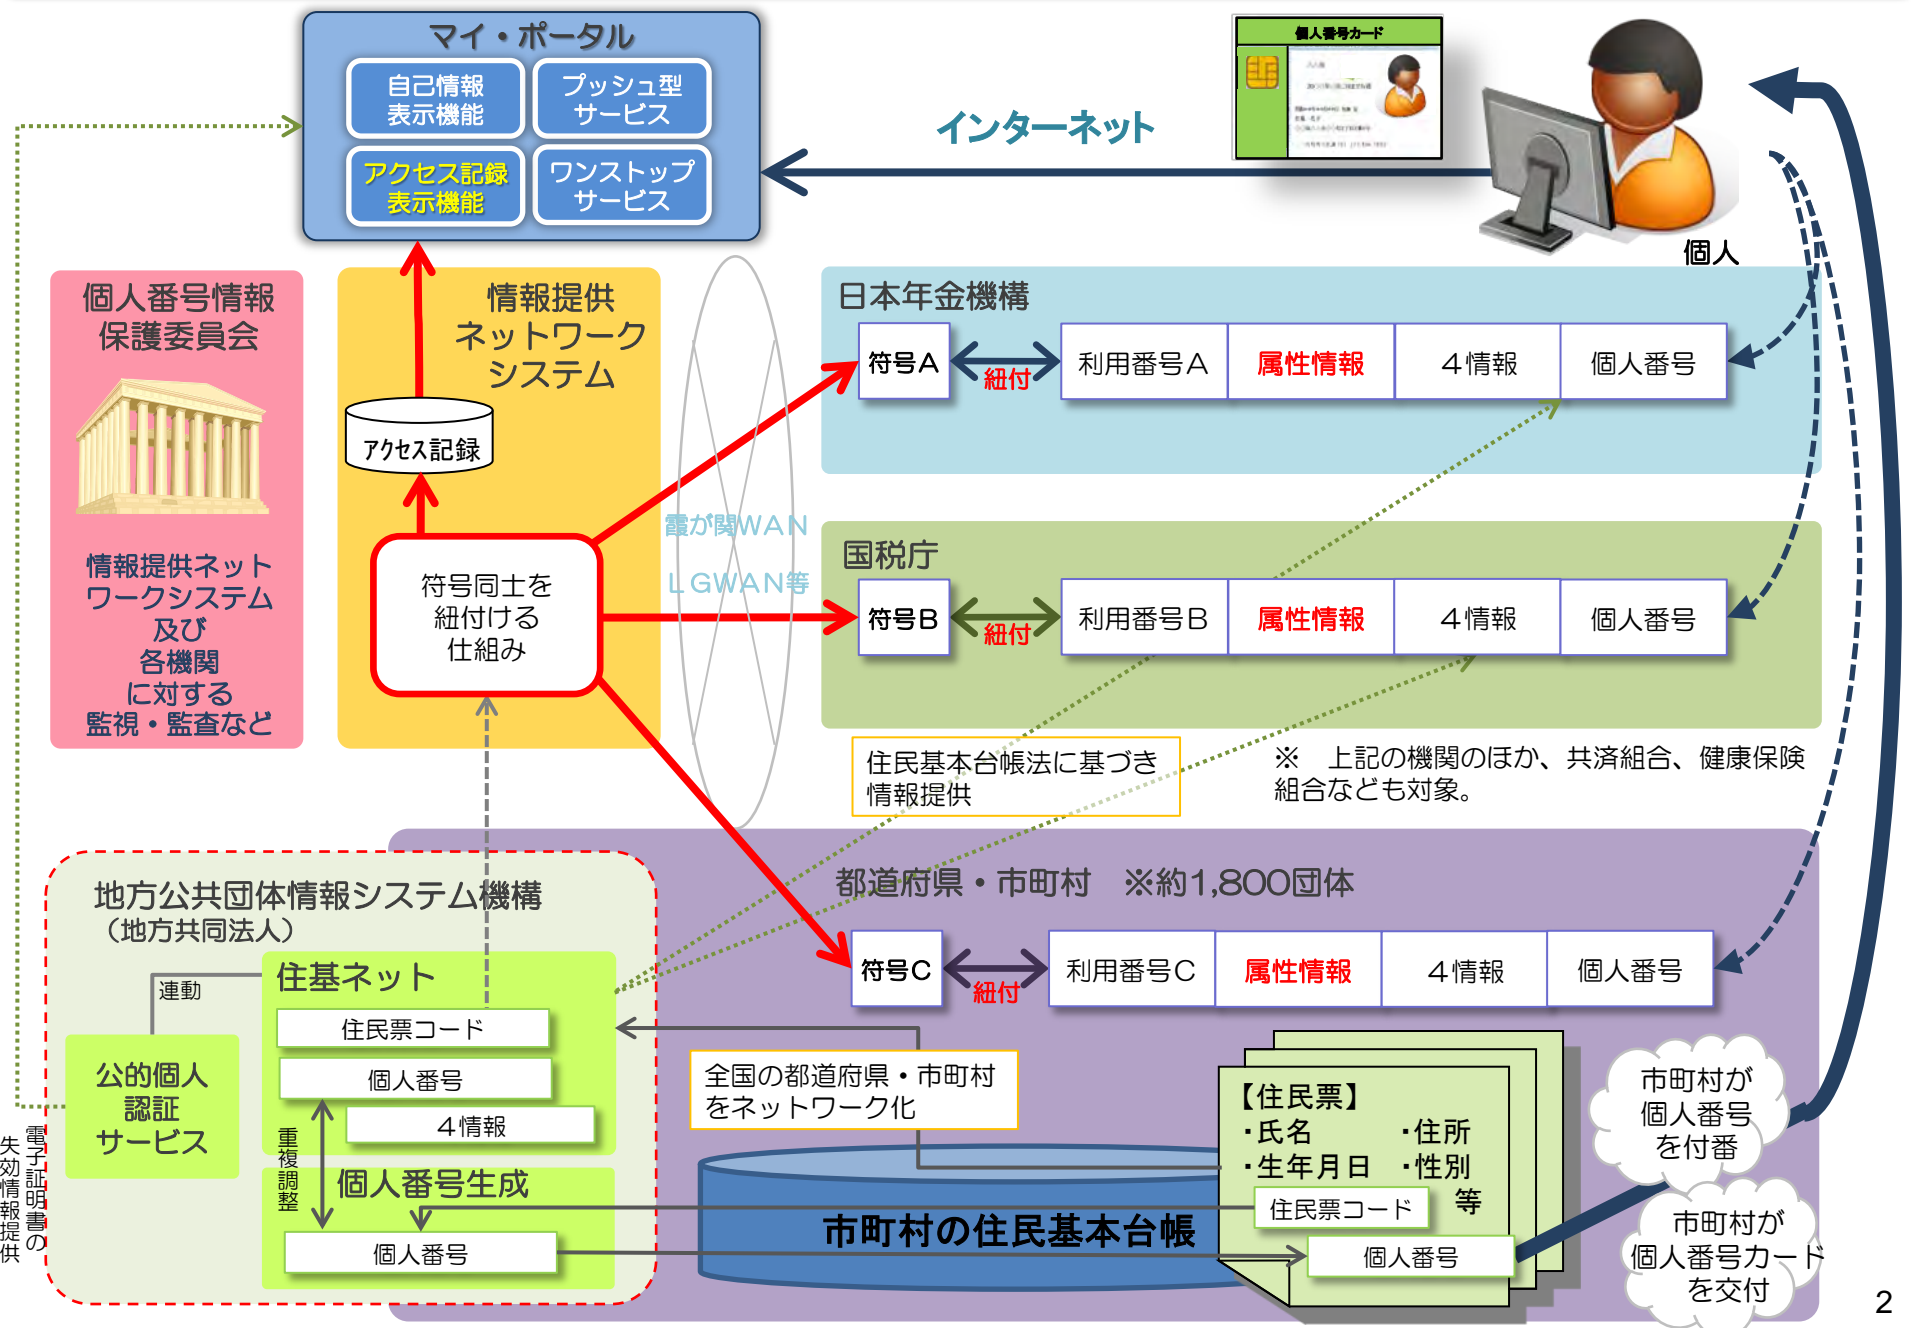 マイ・ポータル
自己情報
表示機能
プッシュ型
サービス
アクセス記録
表示機能
ワンストップ
サービス
インターネット
個人番号カード
個人
個人番号情報
保護委員会
情報提供ネット
ワークシステム
及び
各機関
に対する
監視・監査など
情報提供
ネットワーク
システム
アクセス記録
符号同士を
紐付ける
仕組み
霞が関WAN
LGWAN等
日本年金機構
符号A
紐付
利用番号A
属性情報
4情報
個人番号
国税庁
符号B
紐付
利用番号B
属性情報
4情報
個人番号
住民基本台帳法に基づき
情報提供
※　上記の機関のほか、共済組合、健康保険
組合なども対象。
都道府県・市町村　※約1,800団体
符号C
紐付
利用番号C
属性情報
4情報
個人番号
地方公共団体情報システム機構
（地方共同法人）
住基ネット
連動
住民票コード
個人番号
4情報
公的個人
認証
サービス
重複調整
個人番号生成
個人番号
電子証明書の
失効情報提供
全国の都道府県・市町村
をネットワーク化
市町村の住民基本台帳
【住民票】
・氏名　・住所
・生年月日　・性別
等
住民票コード
個人番号
市町村が
個人番号
を付番
市町村が
個人番号カード
を交付
2